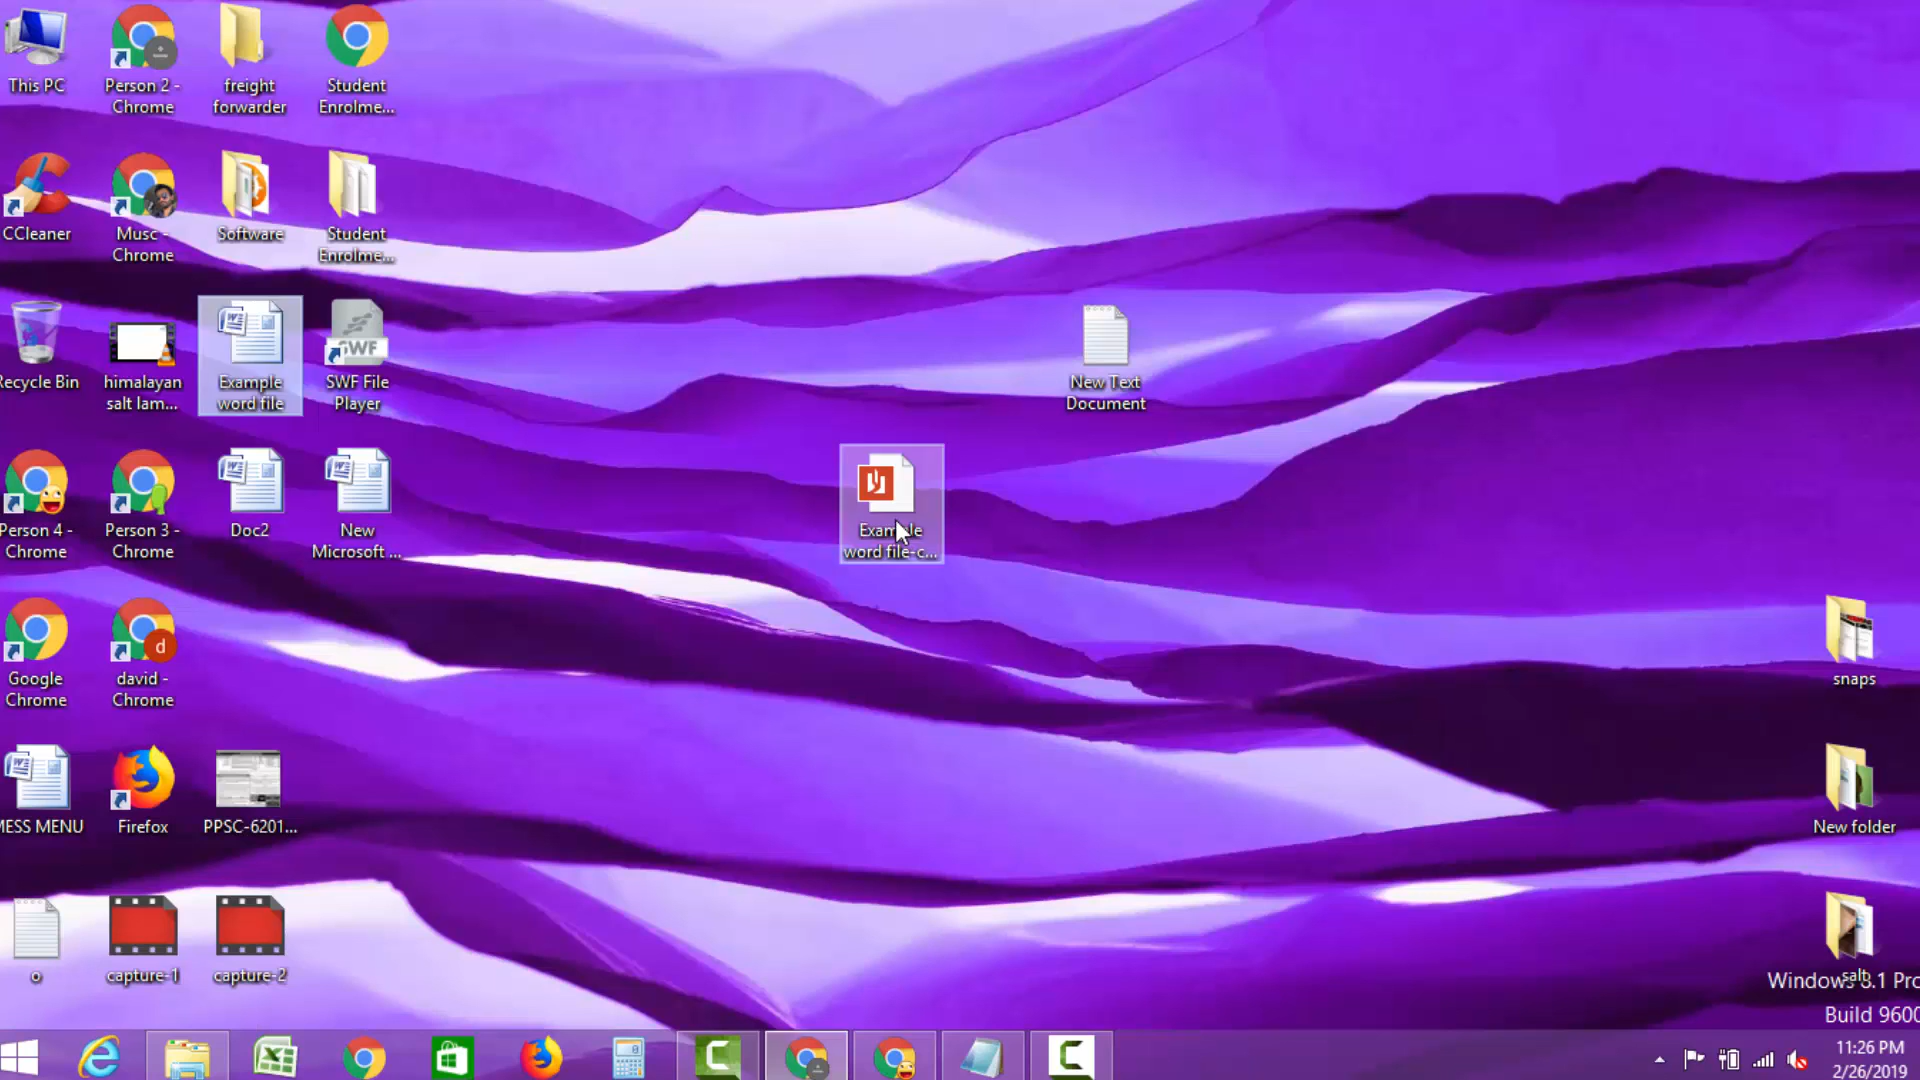 This PC
Person 2 -
Chrome
freight
forwarder
Student
Enrolme...
CCleaner
Musc -
Chrome
Software
Student
Enrolme...
Recycle Bin
himalayan
salt lam...
Example
word file
SWF
SWF File
Player
New Text
Document
Person 4 -
Chrome
Person 3 -
Chrome
Doc2
New
Microsoft ...
Example
word file-c...
Google
Chrome
d
david -
Chrome
snaps
MESS MENU
Firefox
PPSC-6201...
New folder
o
capture-1
capture-2
salt
Windows 8.1 Pro
Build 9600
11:26 PM
2/26/2019